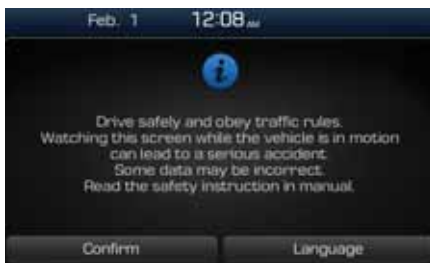 Feb. 1 12:08 AM
Drive safely and obey traffic rules.
Watching this screen while the vehicle is in motion
can lead to a serious accident.
Some data may be incorrect.
Read the safety instruction in manual.
Confirm Language